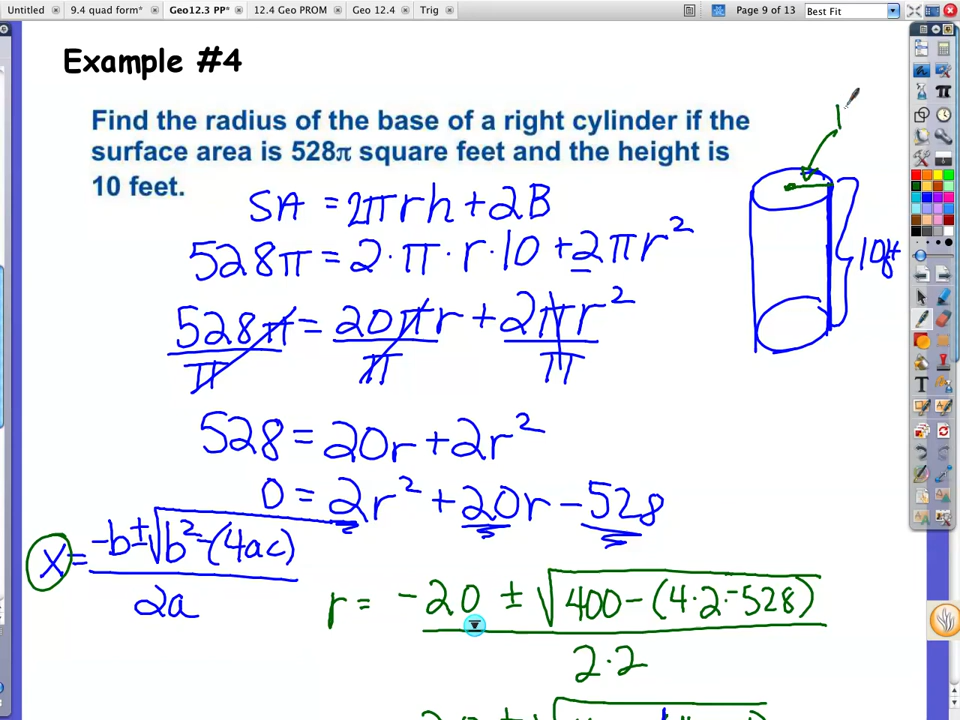 Untitled 9.4 quad form* Geo12.3 PP* 12.4 Geo PROM Geo 12.4 Trig Page 9 of 13 Best Fit
Example #4
Find the radius of the base of a right cylinder if the
surface area is 528π square feet and the height is
10 feet.
SA = 2πrh + 2B
528π = 2·π·r·10 + 2πr²
528π/π = 20πr/π + 2πr²/π
528 = 20r + 2r²
0 = 2r² + 20r - 528
x = -b±√b²-(4ac) / 2a
r = -20 ± √400-(4·2·-528) / 2·2
1
10ft